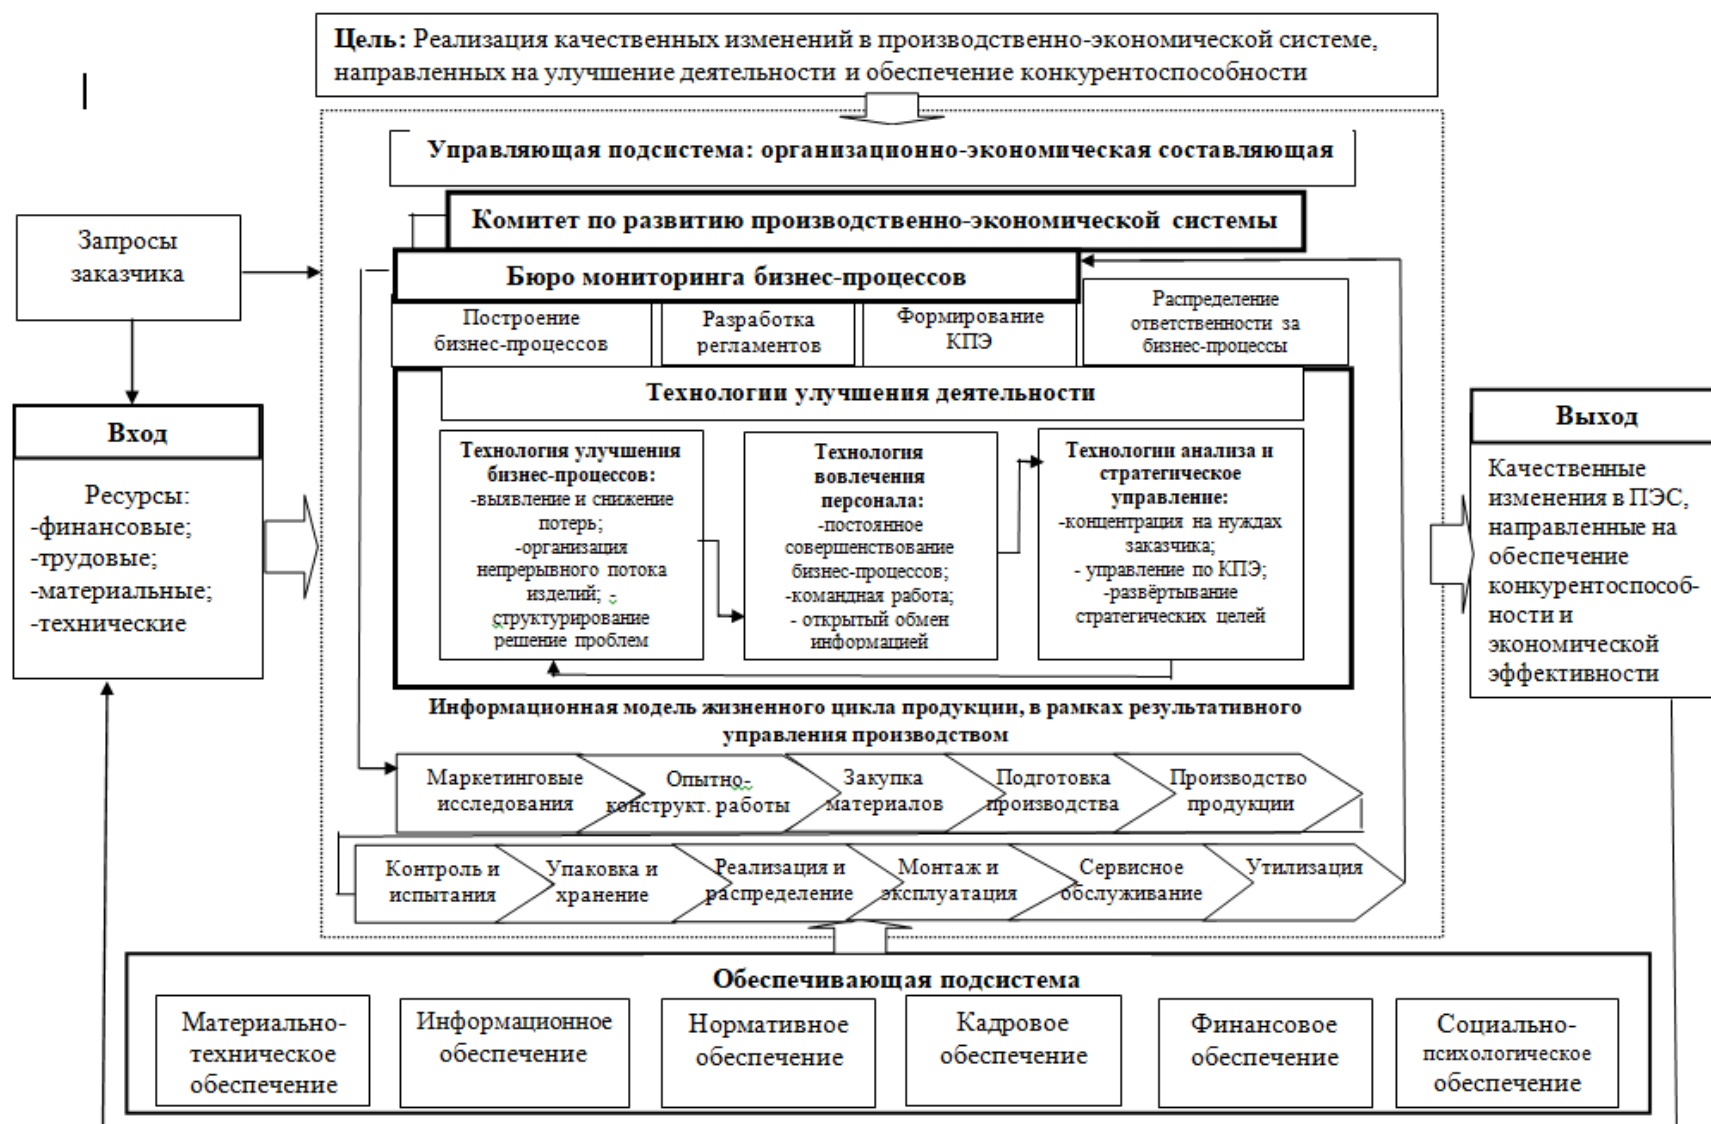 Цель: Реализация качественных изменений в производственно-экономической системе,
направленных на улучшение деятельности и обеспечение конкурентоспособности
Управляющая подсистема: организационно-экономическая составляющая
Комитет по развитию производственно-экономической системы
Запросы
заказчика
Бюро мониторинга бизнес-процессов
Построение
бизнес-процессов
Разработка
регламентов
Формирование
КПЭ
Распределение
ответственности за
бизнес-процессы
Технологии улучшения деятельности
Вход
Ресурсы:
-финансовые;
-трудовые;
-материальные;
-технические
Технология улучшения
бизнес-процессов:
-выявление и снижение
потерь;
-организация
непрерывного потока
изделий; -
структурирование
решение проблем
Технология
вовлечения
персонала:
-постоянное
совершенствование
бизнес-процессов;
-командная работа;
- открытый обмен
информацией
Технологии анализа и
стратегическое
управление:
-концентрация на нуждах
заказчика;
- управление по КПЭ;
-развёртывание
стратегических целей
Выход
Качественные
изменения в ПЭС,
направленные на
обеспечение
конкурентоспособ-
ности и
экономической
эффективности
Информационная модель жизненного цикла продукции, в рамках результативного
управления производством
Маркетинговые
исследования
Опытно-
конструкт. работы
Закупка
материалов
Подготовка
производства
Производство
продукции
Контроль и
испытания
Упаковка и
хранение
Реализация и
распределение
Монтаж и
эксплуатация
Сервисное
обслуживание
Утилизация
Обеспечивающая подсистема
Материально-
техническое
обеспечение
Информационное
обеспечение
Нормативное
обеспечение
Кадровое
обеспечение
Финансовое
обеспечение
Социально-
психологическое
обеспечение